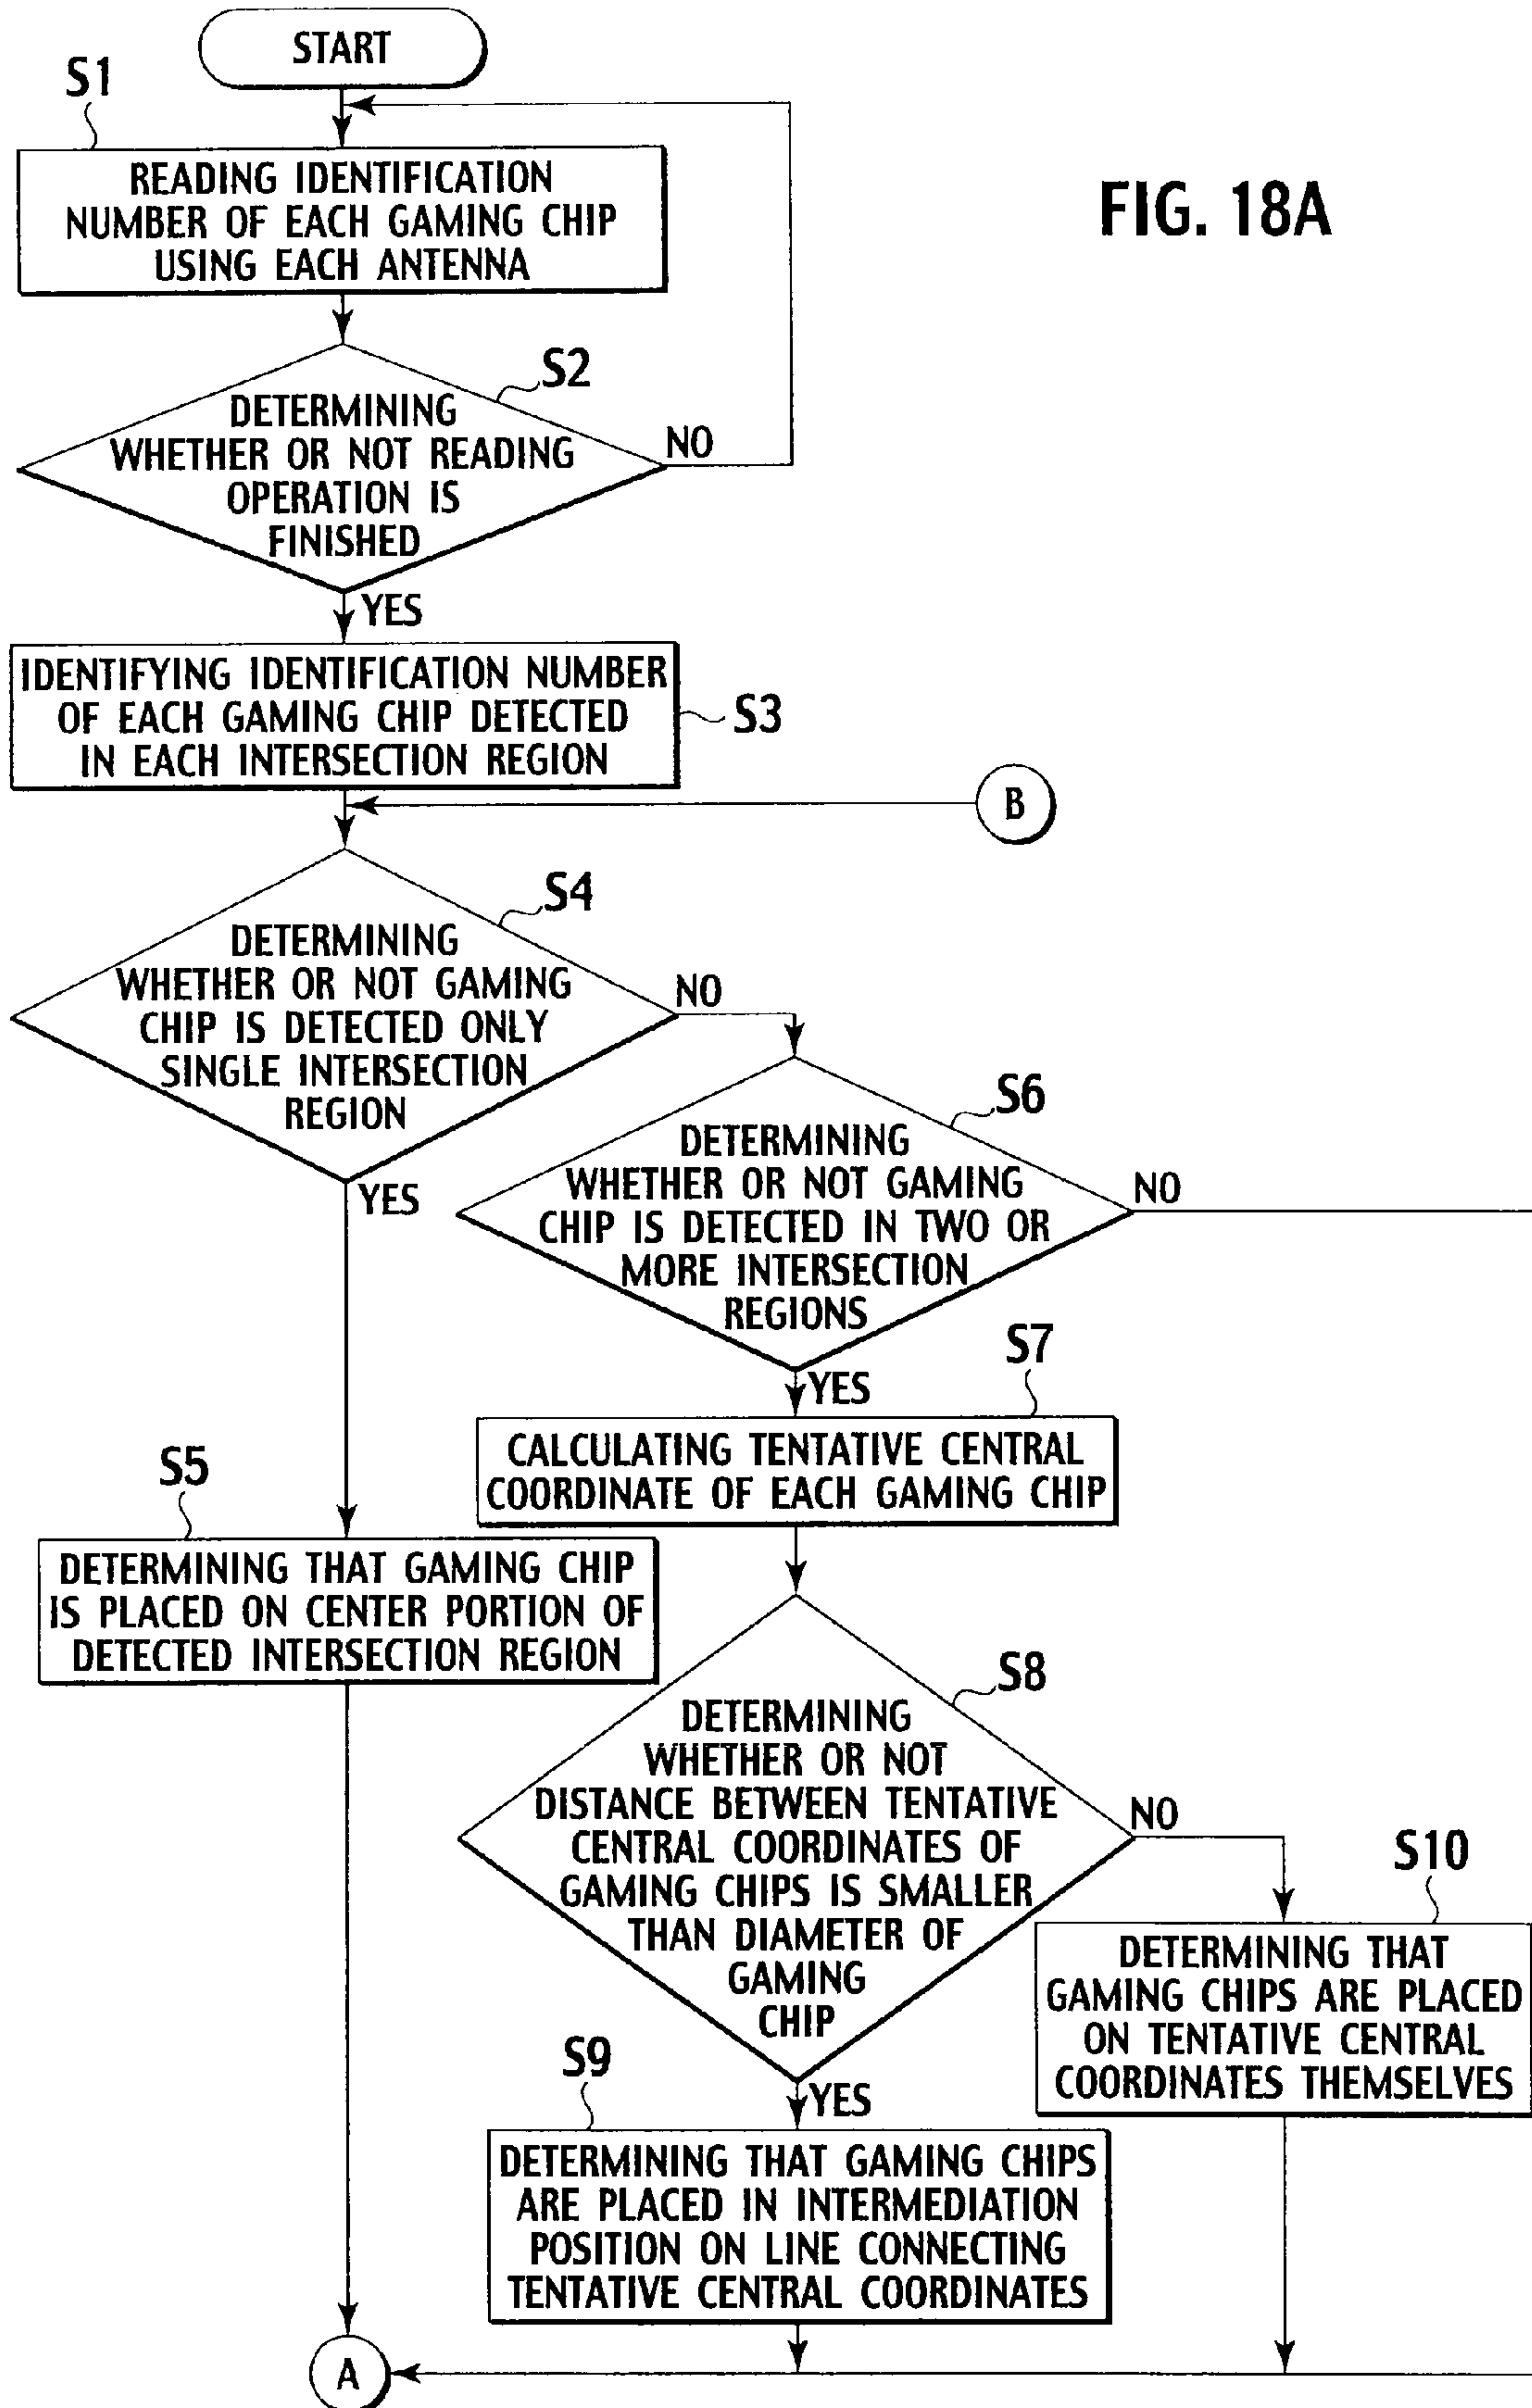 START
S1
READING IDENTIFICATION
NUMBER OF EACH GAMING CHIP
USING EACH ANTENNA
FIG. 18A
S2
DETERMINING
WHETHER OR NOT READING
OPERATION IS
FINISHED
NO
YES
IDENTIFYING IDENTIFICATION NUMBER
OF EACH GAMING CHIP DETECTED
IN EACH INTERSECTION REGION
S3
B
S4
DETERMINING
WHETHER OR NOT GAMING
CHIP IS DETECTED ONLY
SINGLE INTERSECTION
REGION
NO
YES
S6
DETERMINING
WHETHER OR NOT GAMING
CHIP IS DETECTED IN TWO OR
MORE INTERSECTION
REGIONS
NO
YES
S7
CALCULATING TENTATIVE CENTRAL
COORDINATE OF EACH GAMING CHIP
S5
DETERMINING THAT GAMING CHIP
IS PLACED ON CENTER PORTION OF
DETECTED INTERSECTION REGION
S8
DETERMINING
WHETHER OR NOT
DISTANCE BETWEEN TENTATIVE
CENTRAL COORDINATES OF
GAMING CHIPS IS SMALLER
THAN DIAMETER OF
GAMING
CHIP
NO
YES
S10
DETERMINING THAT
GAMING CHIPS ARE PLACED
ON TENTATIVE CENTRAL
COORDINATES THEMSELVES
S9
DETERMINING THAT GAMING CHIPS
ARE PLACED IN INTERMEDIATION
POSITION ON LINE CONNECTING
TENTATIVE CENTRAL COORDINATES
A